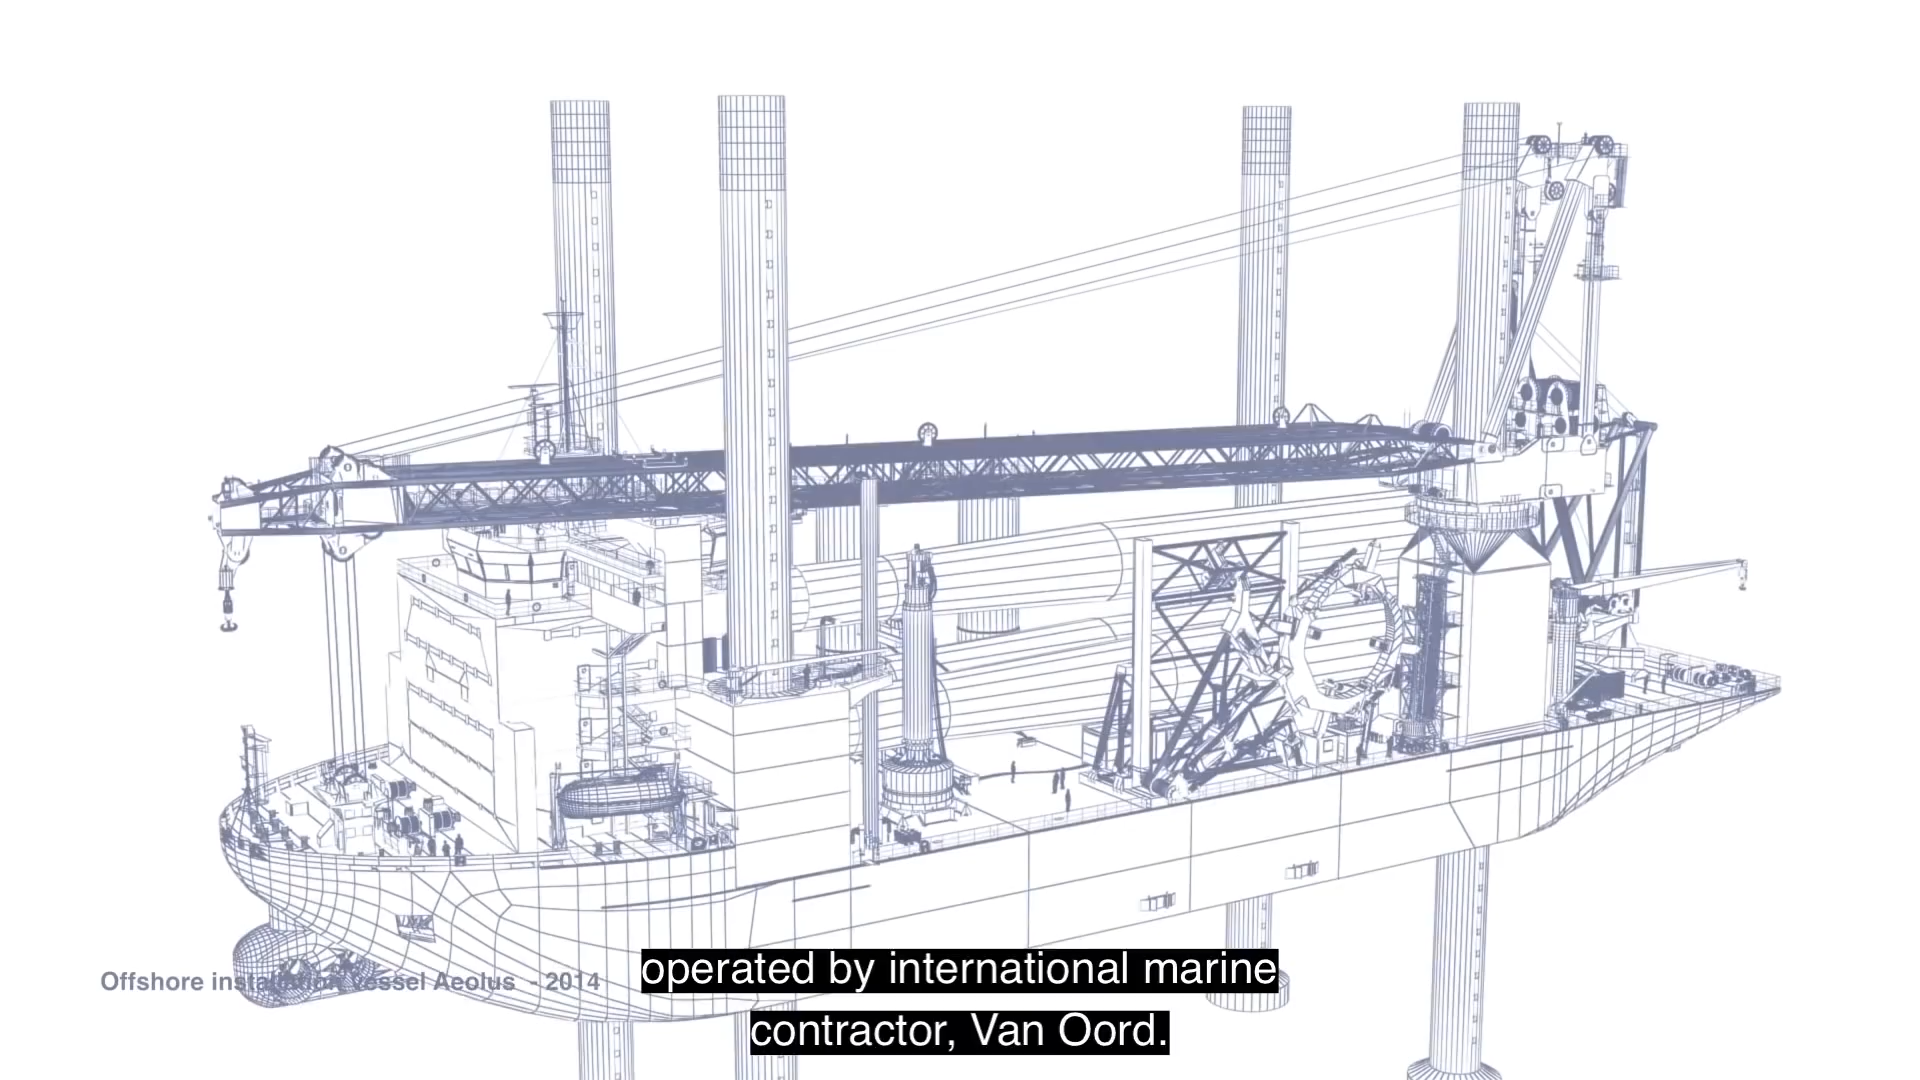 Offshore installation vessel Aeolus - 2014
operated by international marine
contractor, Van Oord.